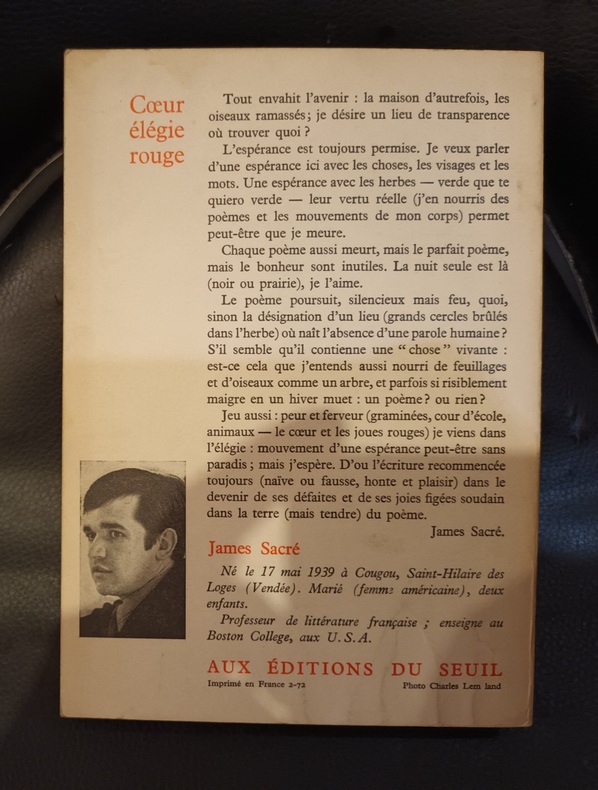 Cœur
élégie
rouge
Tout envahit l'avenir : la maison d'autrefois, les
oiseaux ramassés; je désire un lieu de transparence
où trouver quoi ?
L'espérance est toujours permise. Je veux parler
d'une espérance ici avec les choses, les visages et les
mots. Une espérance avec les herbes — verde que te
quiero verde — leur vertu réelle (j'en nourris des
poèmes et les mouvements de mon corps) permet
peut-être que je meure.
Chaque poème aussi meurt, mais le parfait poème,
mais le bonheur sont inutiles. La nuit seule est là
(noir ou prairie), je l'aime.
Le poème poursuit, silencieux mais feu, quoi,
sinon la désignation d'un lieu (grands cercles brûlés
dans l'herbe) où naît l'absence d'une parole humaine ?
S'il semble qu'il contienne une “ chose ” vivante :
est-ce cela que j'entends aussi nourri de feuillages
et d'oiseaux comme un arbre, et parfois si risiblement
maigre en un hiver muet : un poème ? ou rien ?
Jeu aussi : peur et ferveur (graminées, cour d'école,
animaux — le cœur et les joues rouges) je viens dans
l'élégie : mouvement d'une espérance peut-être sans
paradis ; mais j'espère. D'ou l'écriture recommencée
toujours (naïve ou fausse, honte et plaisir) dans le
devenir de ses défaites et de ses joies figées soudain
dans la terre (mais tendre) du poème.
James Sacré.
James Sacré
Né le 17 mai 1939 à Cougou, Saint-Hilaire des
Loges (Vendée). Marié (femme américaine), deux
enfants.
Professeur de littérature française ; enseigne au
Boston College, aux U.S.A.
AUX ÉDITIONS DU SEUIL
Imprimé en France 2-72
Photo Charles Lem land